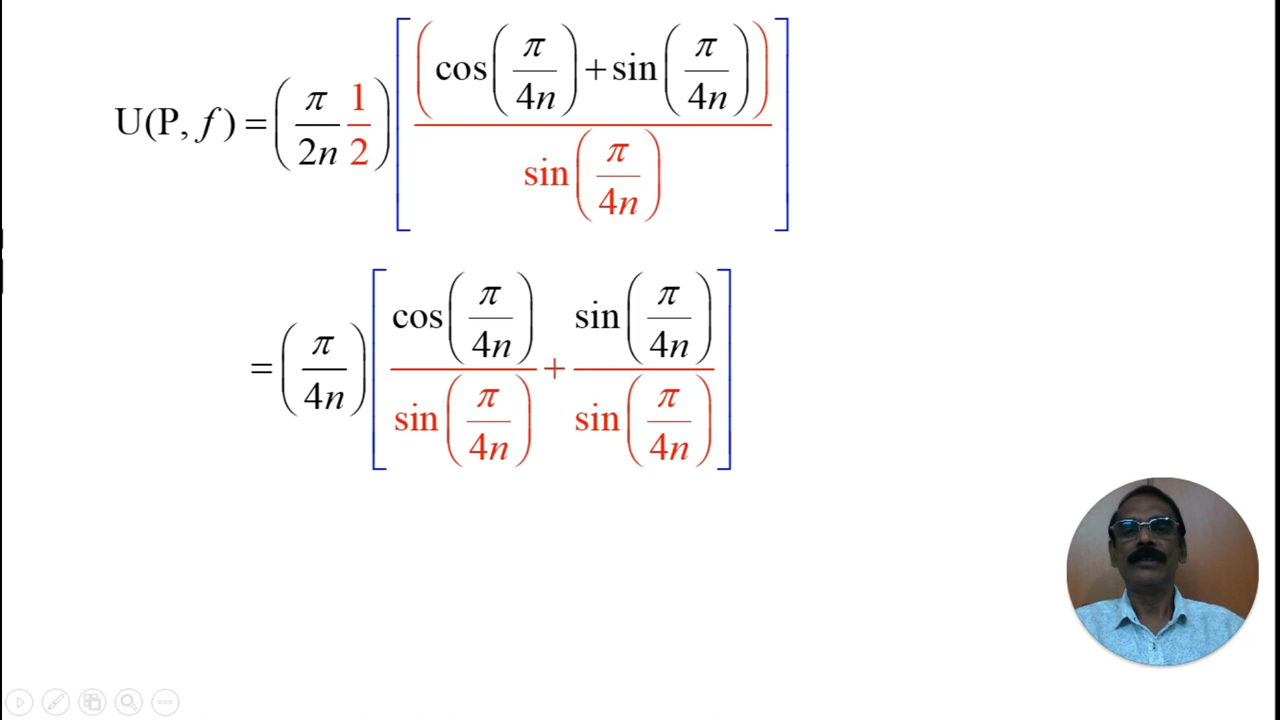 U(P, f) = (π/2n 1/2) [(cos(π/4n) + sin(π/4n)) / sin(π/4n)]
= (π/4n) [cos(π/4n) / sin(π/4n) + sin(π/4n) / sin(π/4n)]